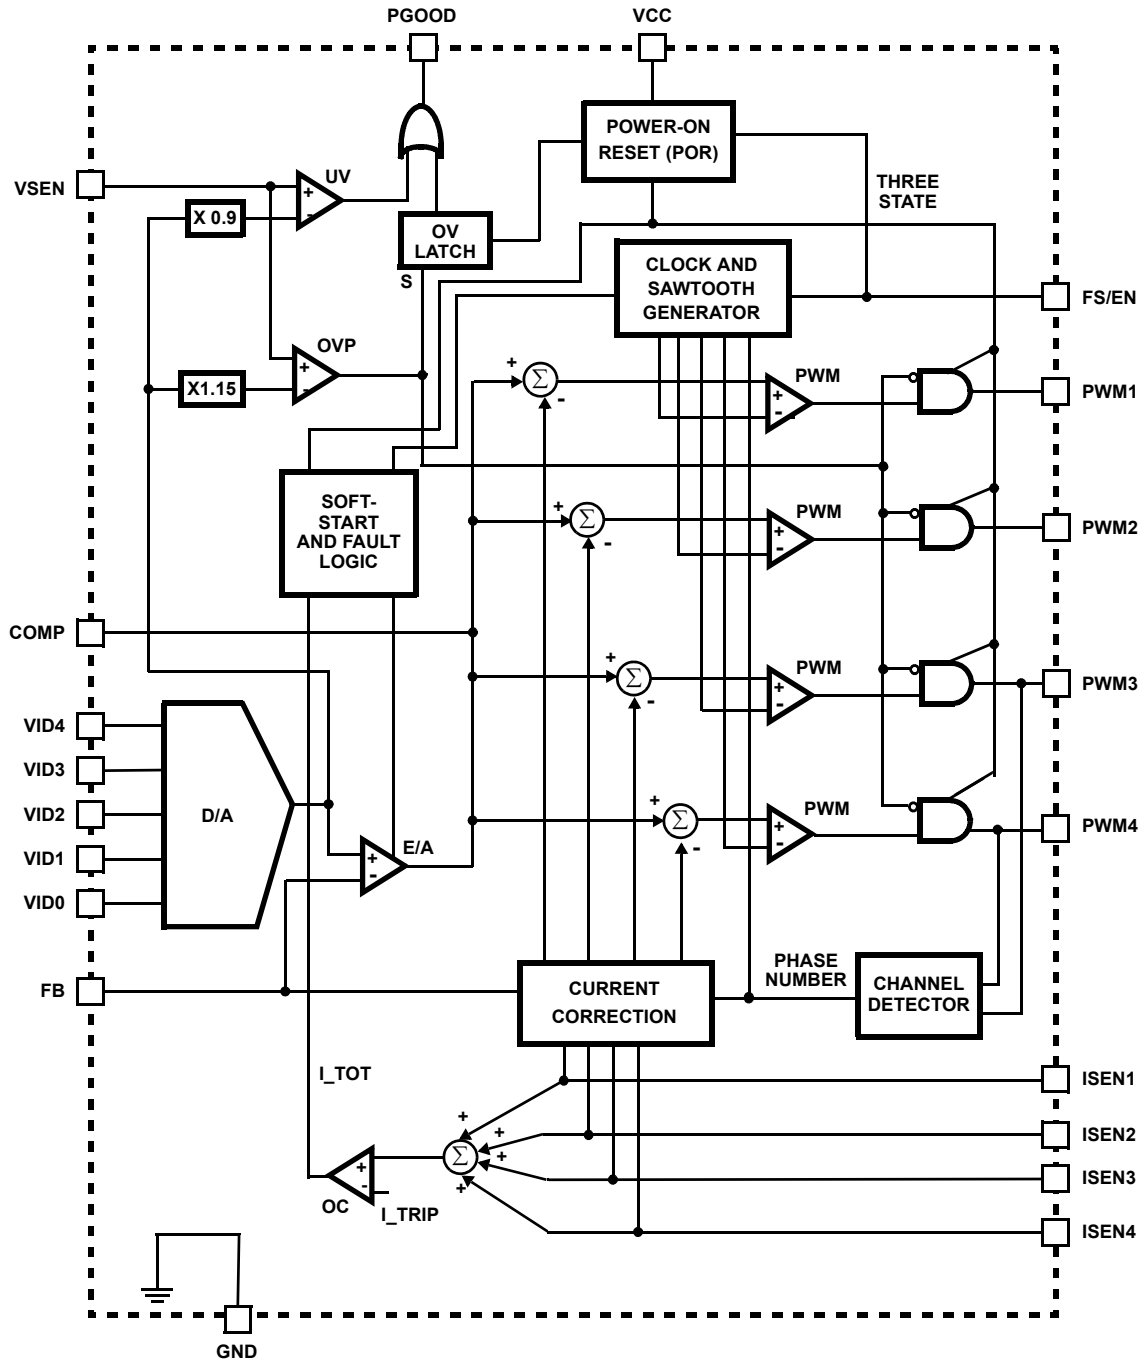 PGOOD
VCC
POWER-ON
RESET (POR)
VSEN
UV
+
-
X 0.9
THREE
STATE
OV
LATCH
S
CLOCK AND
SAWTOOTH
GENERATOR
FS/EN
OVP
+
-
X1.15
+
Σ
-
PWM
+
-
PWM1
SOFT-
START
AND FAULT
LOGIC
+
Σ
-
PWM
+
-
PWM2
COMP
+
Σ
-
PWM
+
-
PWM3
VID4
VID3
VID2
VID1
VID0
D/A
+
Σ
-
PWM
+
-
PWM4
E/A
+
-
FB
CURRENT
CORRECTION
PHASE
NUMBER
CHANNEL
DETECTOR
I_TOT
ISEN1
+
+
ISEN2
Σ
+
+
ISEN3
+
-
OC
I_TRIP
ISEN4
GND